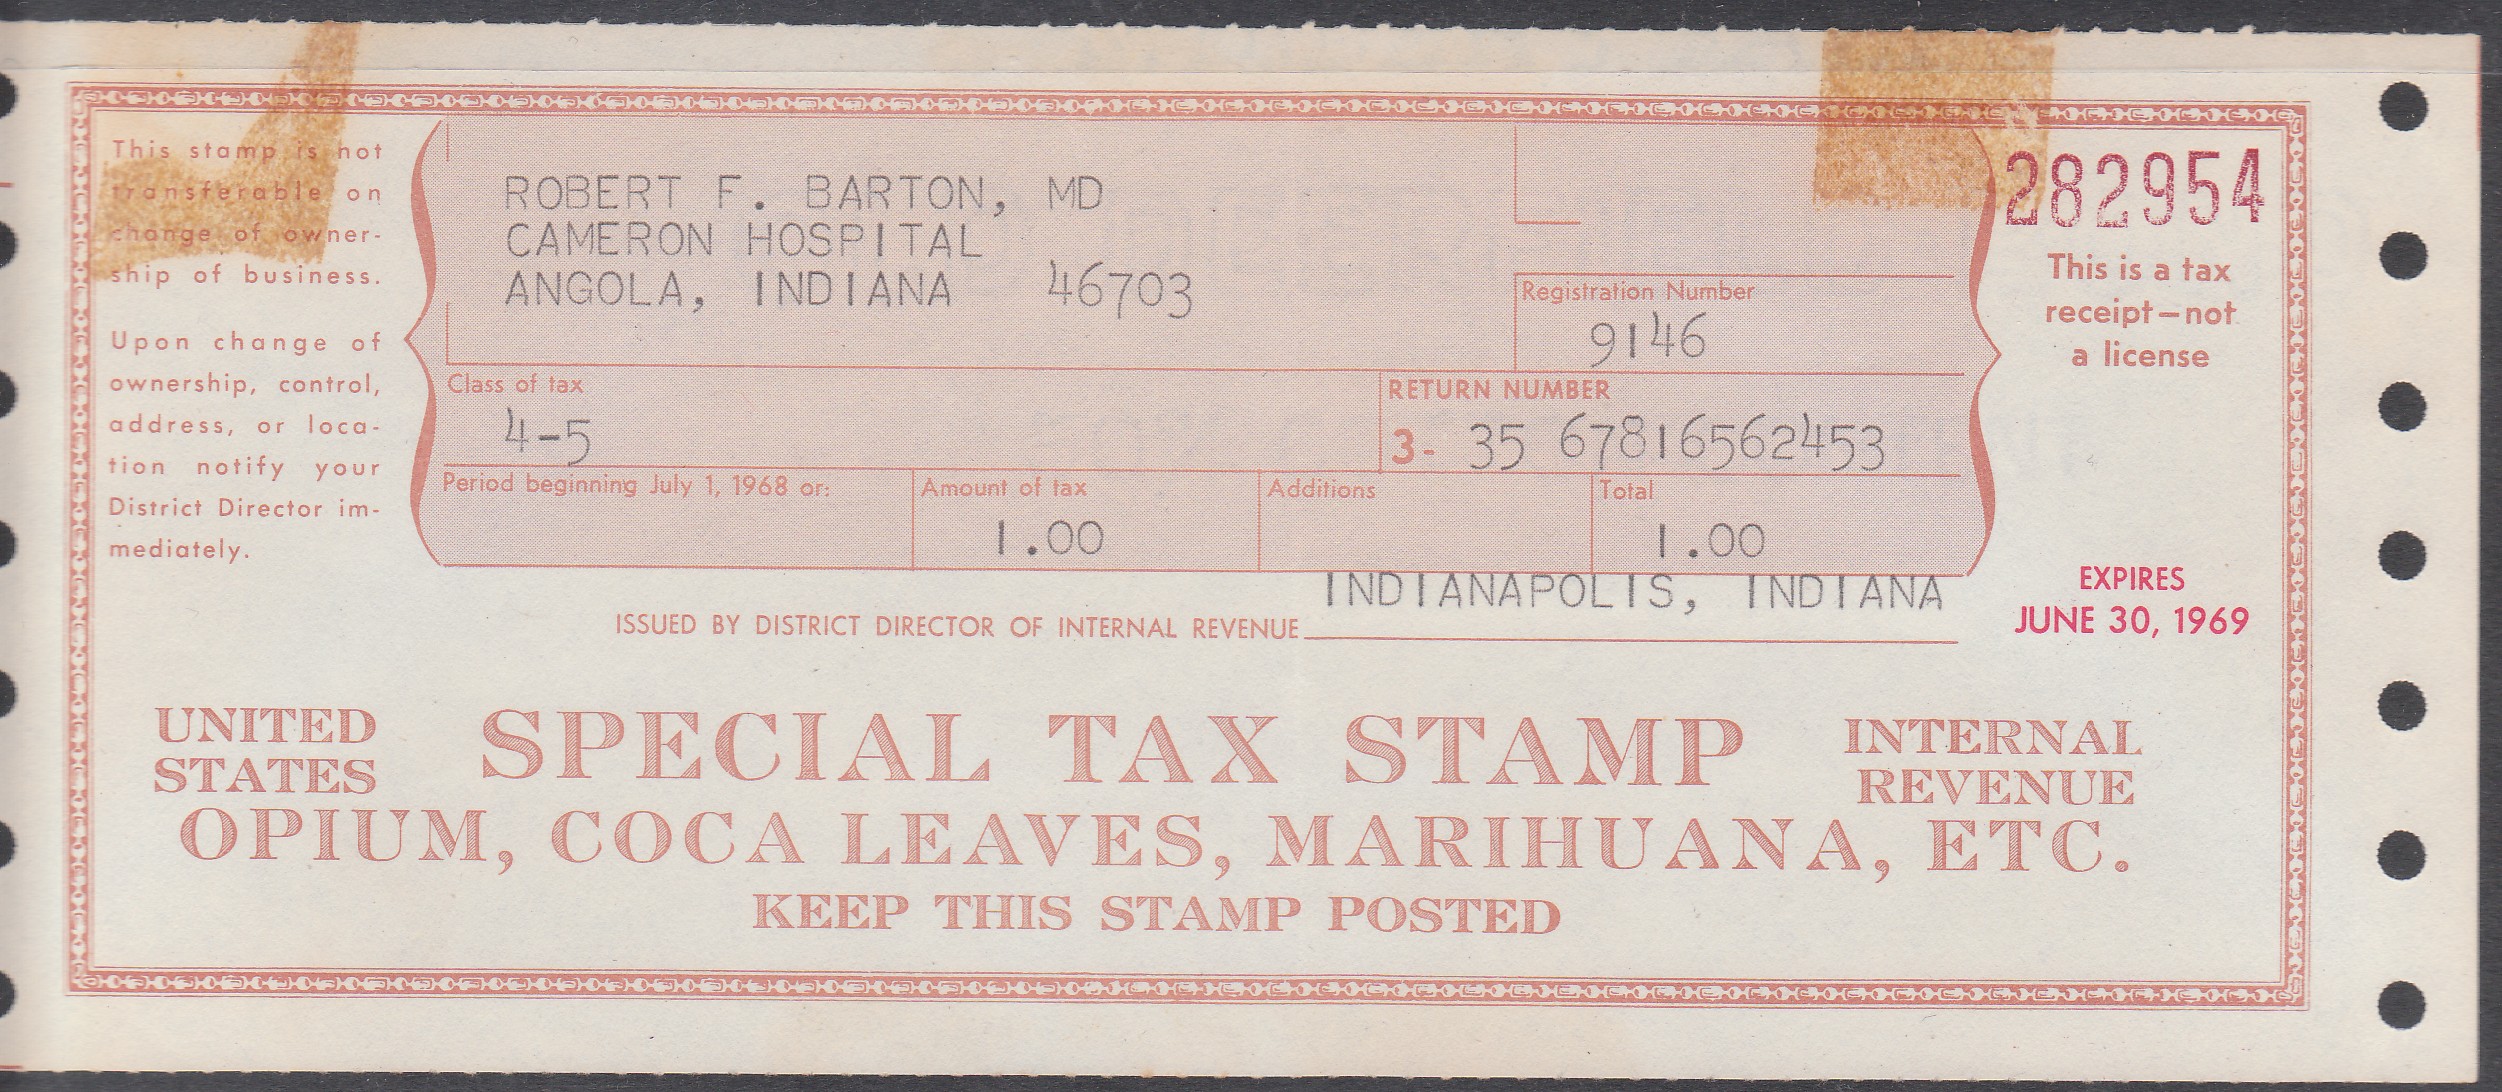 This stamp is not
transferable on
change of owner-
ship of business.
Upon change of
ownership, control,
address, or loca-
tion notify your
District Director im-
mediately.
ROBERT F. BARTON, MD
CAMERON HOSPITAL
ANGOLA, INDIANA 46703
Registration Number
9146
Class of tax
4-5
RETURN NUMBER
3- 35 67816562453
Period beginning July 1, 1968 or:
Amount of tax
1.00
Additions
Total
1.00
282954
This is a tax
receipt—not
a license
EXPIRES
JUNE 30, 1969
INDIANAPOLIS, INDIANA
ISSUED BY DISTRICT DIRECTOR OF INTERNAL REVENUE
UNITED STATES
SPECIAL TAX STAMP
INTERNAL REVENUE
OPIUM, COCA LEAVES, MARIHUANA, ETC.
KEEP THIS STAMP POSTED